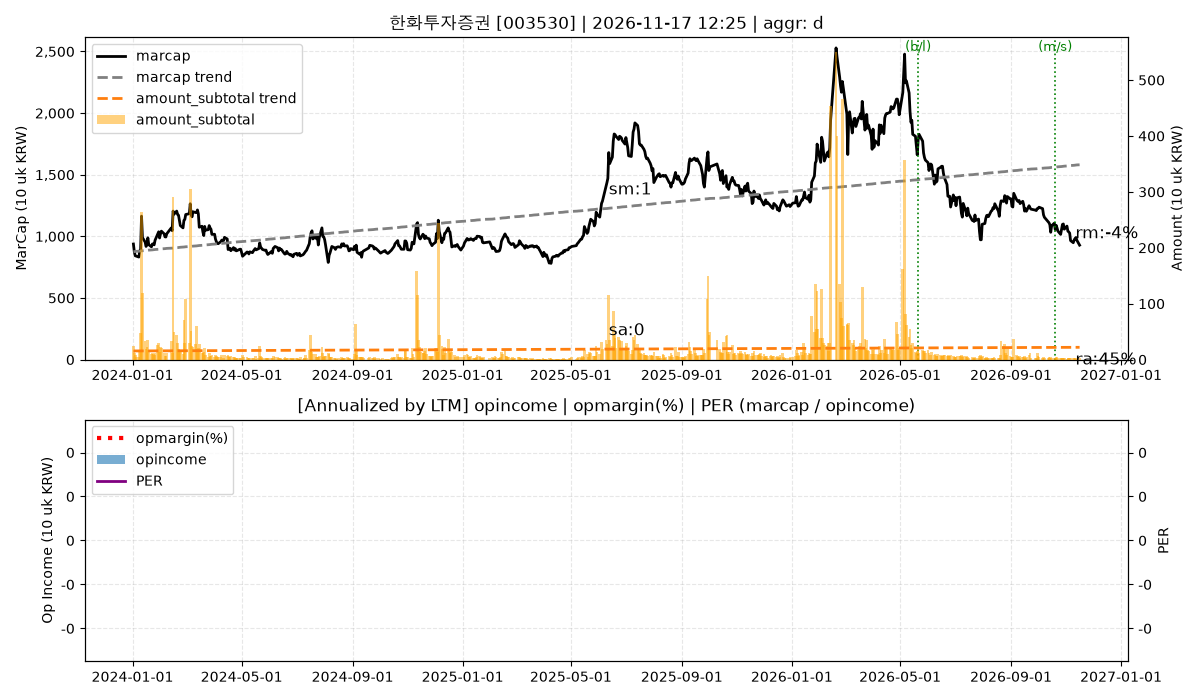 한화투자증권 [003530] | 2026-11-17 12:25 | aggr: d
marcap
marcap trend
amount_subtotal trend
amount_subtotal
(b/l)
(m/s)
2,500
2,000
1,500
1,000
500
0
MarCap (10 uk KRW)
500
400
300
200
100
0
Amount (10 uk KRW)
sm:1
rm:-4%
sa:0
ra:45%
2024-01-01
2024-05-01
2024-09-01
2025-01-01
2025-05-01
2025-09-01
2026-01-01
2026-05-01
2026-09-01
2027-01-01
[Annualized by LTM] opincome | opmargin(%) | PER (marcap / opincome)
opmargin(%)
opincome
PER
0
0
0
-0
-0
Op Income (10 uk KRW)
0
0
0
-0
-0
PER
2024-01-01
2024-05-01
2024-09-01
2025-01-01
2025-05-01
2025-09-01
2026-01-01
2026-05-01
2026-09-01
2027-01-01